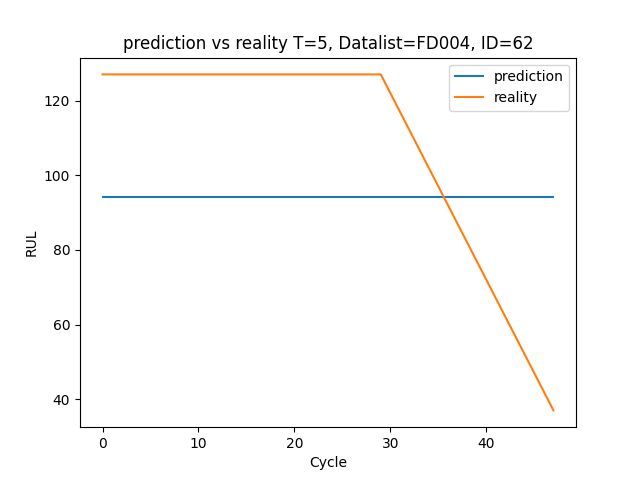 prediction vs reality T=5, Datalist=FD004, ID=62
prediction
reality
RUL
120
100
80
60
40
0 10 20 30 40
Cycle